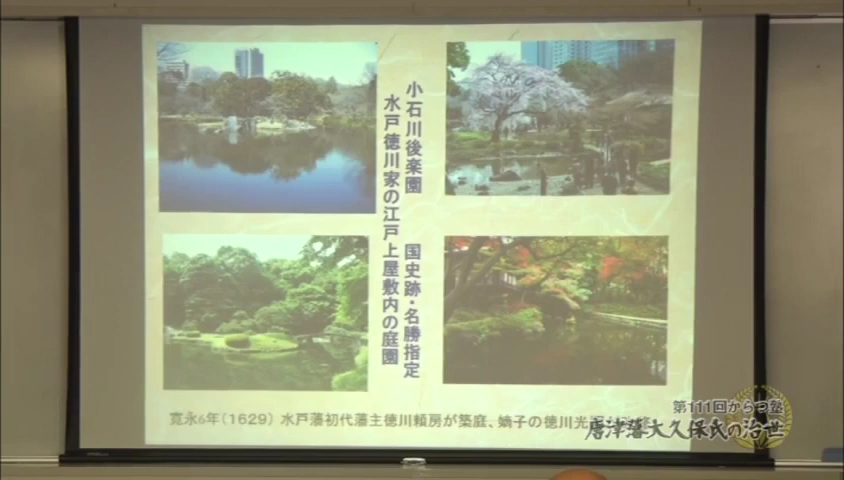 小石川後楽園　国史跡・名勝指定
水戸徳川家の江戸上屋敷内の庭園
寛永6年(1629) 水戸藩初代藩主徳川頼房が築庭、嫡子の徳川光
第111回からつ塾
唐津藩大久保氏の治世